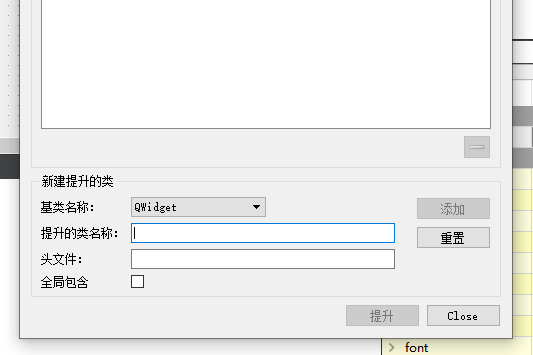 新建提升的类
基类名称：
QWidget
添加
提升的类名称：
重置
头文件：
全局包含
提升
Close
font